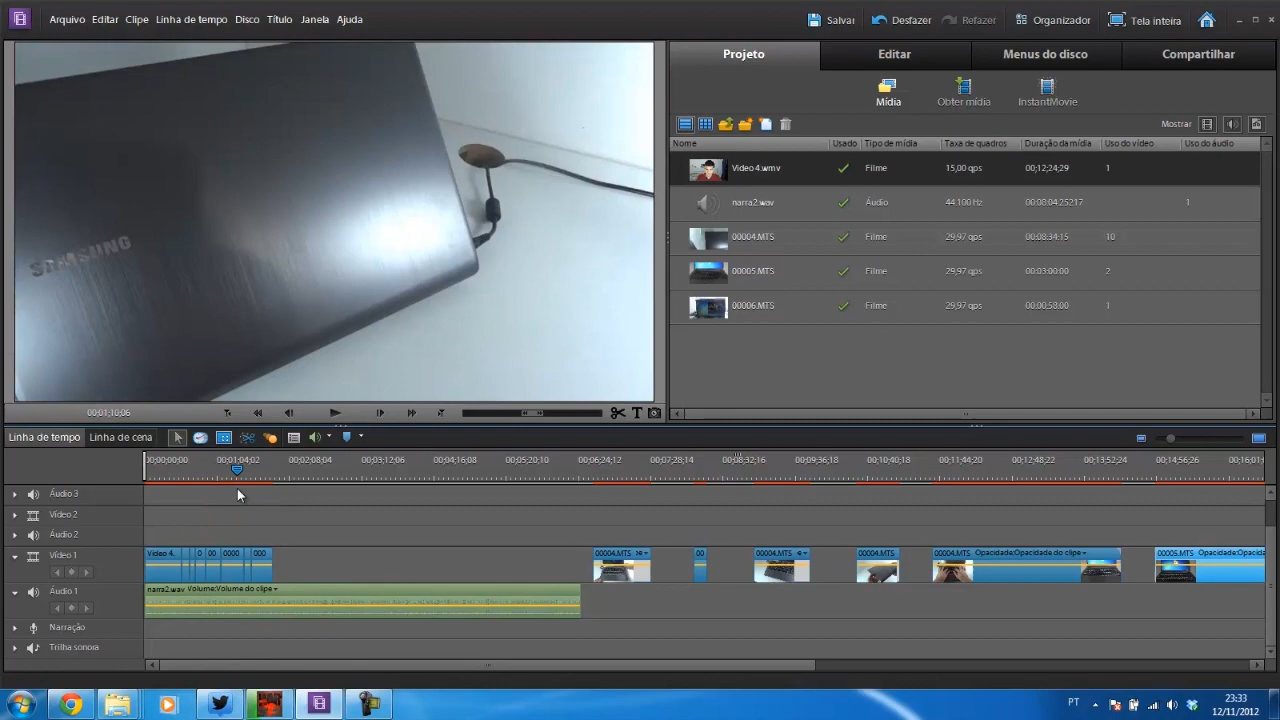 Arquivo Editar Clipe Linha de tempo Disco Título Janela Ajuda
Salvar Desfazer Refazer Organizador Tela inteira
SAMSUNG
Projeto Editar Menus do disco Compartilhar
Mídia Obter mídia InstantMovie
Mostrar
Nome Usado Tipo de mídia Taxa de quadros Duração da mídia Uso do vídeo Uso do áudio
Video 4.wmv Filme 15,00 qps 00;12;24;29 1
narra2.wav Áudio 44.100 Hz 00:08:04:25217 1
00004.MTS Filme 29,97 qps 00:08:34:15 10
00005.MTS Filme 29,97 qps 00:03:00:00 2
00006.MTS Filme 29,97 qps 00:00:58:00 1
00;01;10;06
T
Linha de tempo Linha de cena
00;00;00;00 00;01;04;02 00;02;08;04 00;03;12;06 00;04;16;08 00;05;20;10 00;06;24;12 00;07;28;14 00;08;32;16 00;09;36;18 00;10;40;18 00;11;44;20 00;12;48;22 00;13;52;24 00;14;56;26
Áudio 3
Vídeo 2
Áudio 2
Vídeo 1
Video 4. 0 00 0000 000 00004.MTS 00 00004.MTS 00004.MTS 00004.MTS Opacidade:Opacidade do clipe 00005.MTS
Áudio 1
narra2.wav Volume:Volume do clipe
Narração
Trilha sonora
PT
23:33
12/11/2012